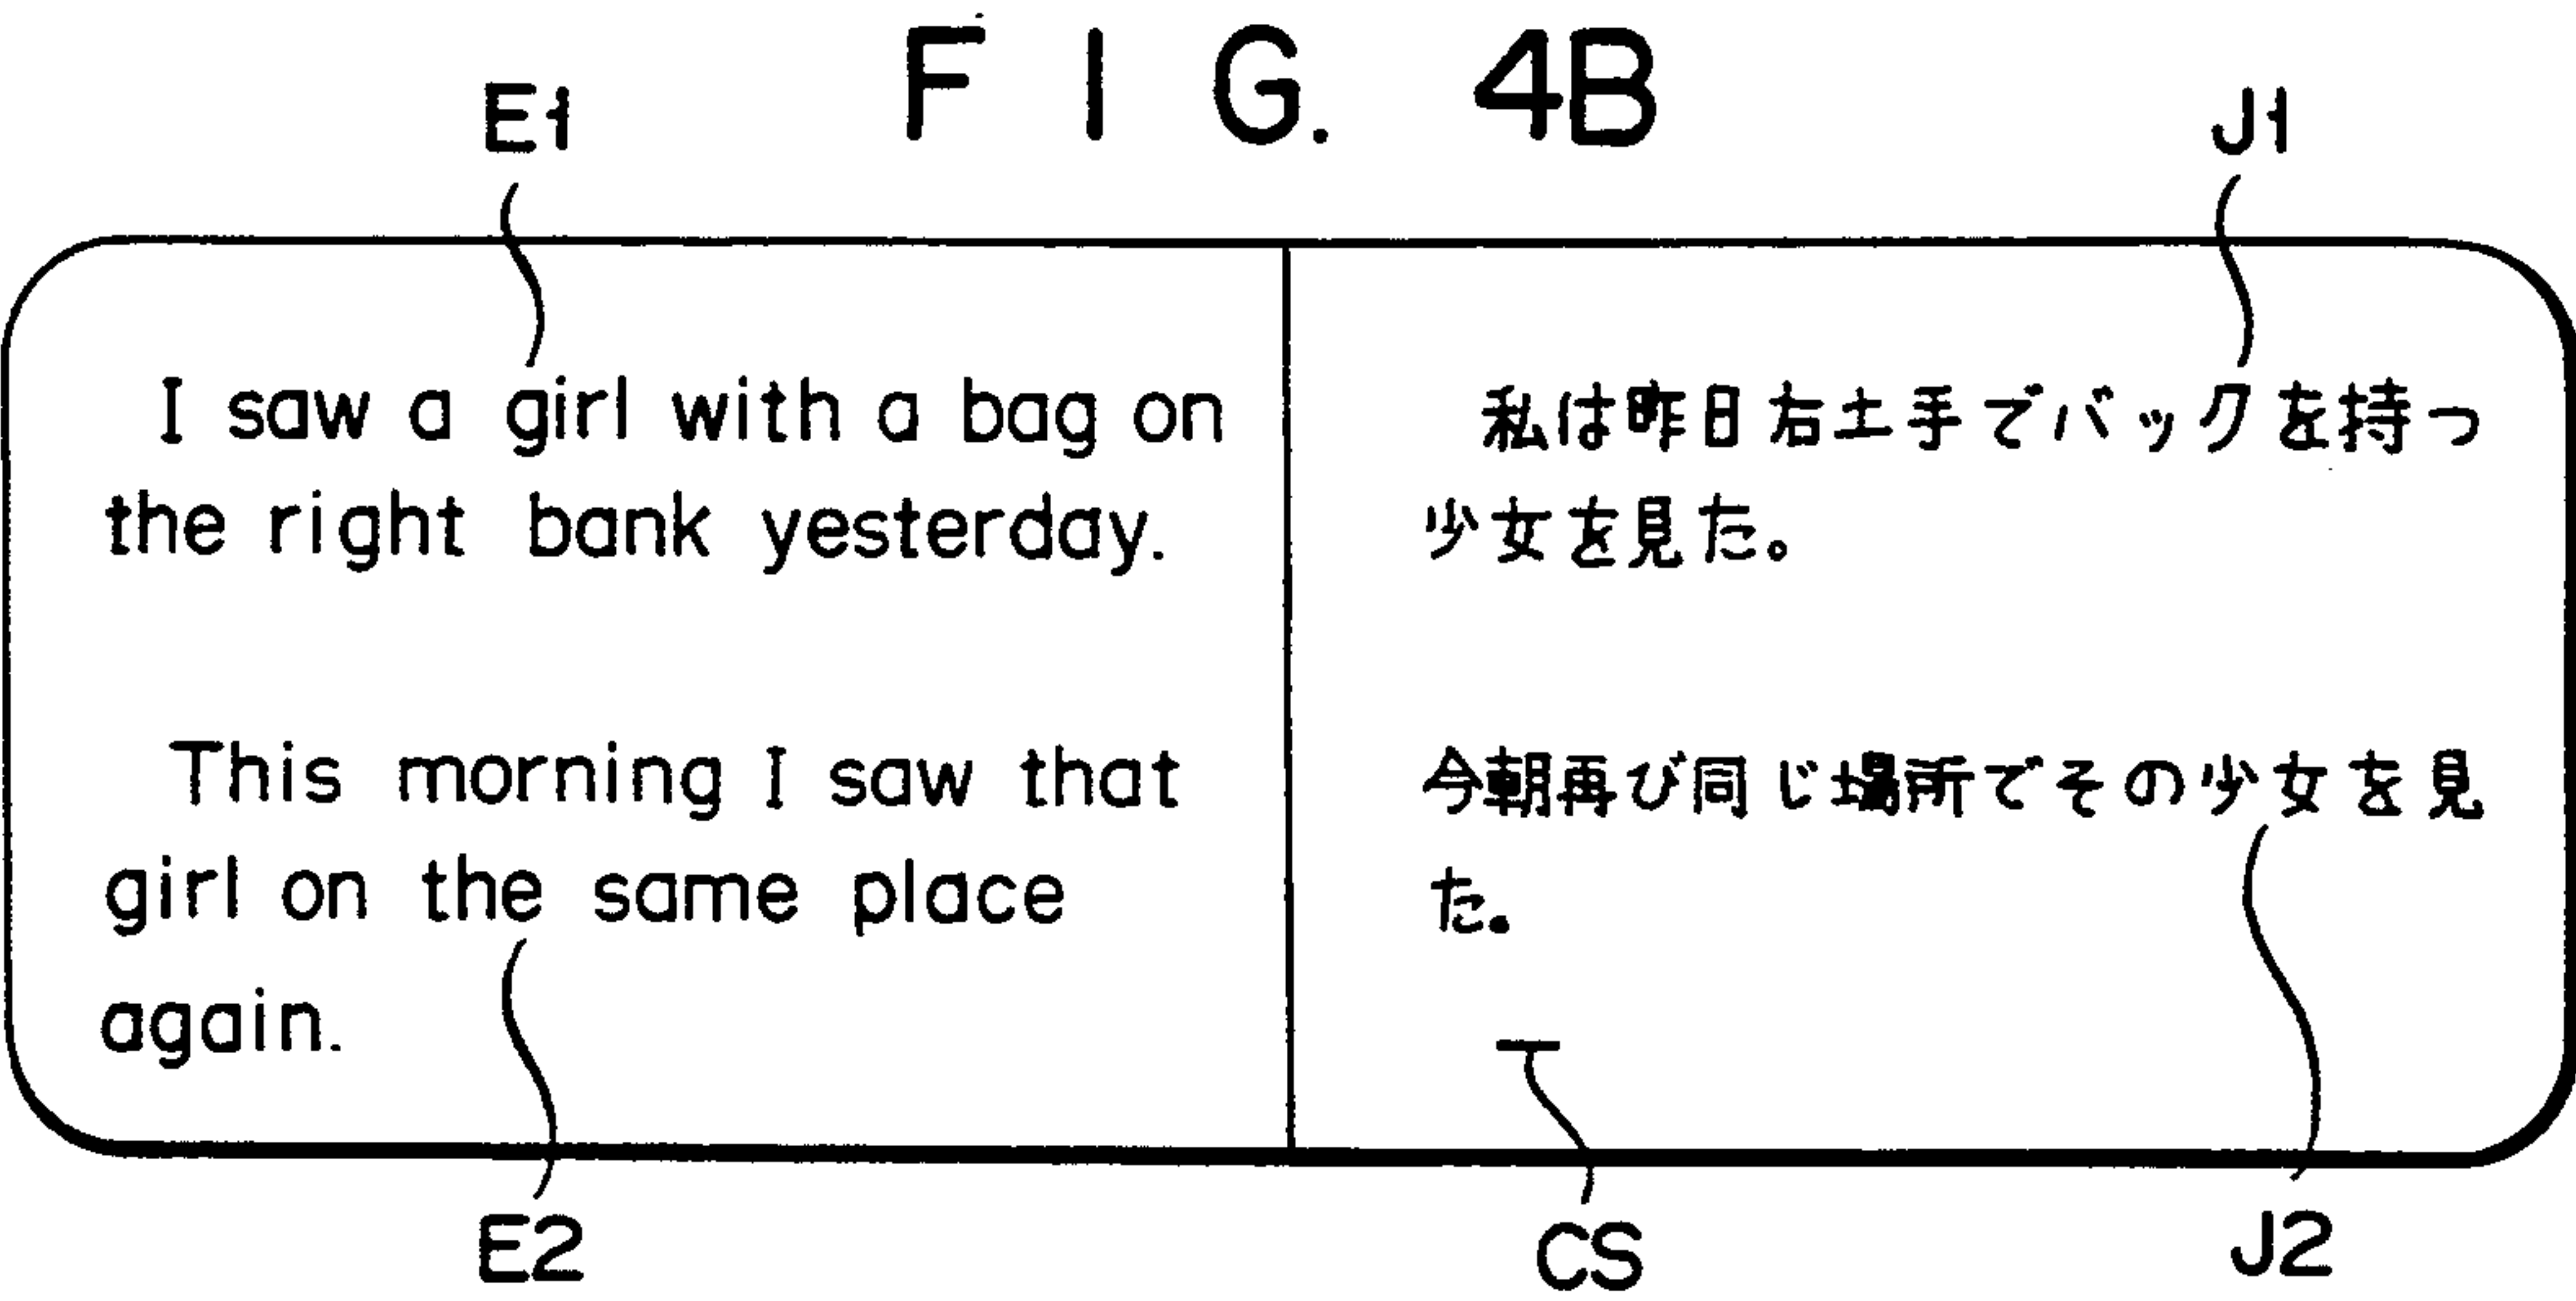 FIG. 4B
E1
J1
I saw a girl with a bag on
the right bank yesterday.
私は昨日右土手でバックを持つ
少女を見た。
This morning I saw that
girl on the same place
again.
今朝再び同じ場所でその少女を見
た。
E2
CS
J2